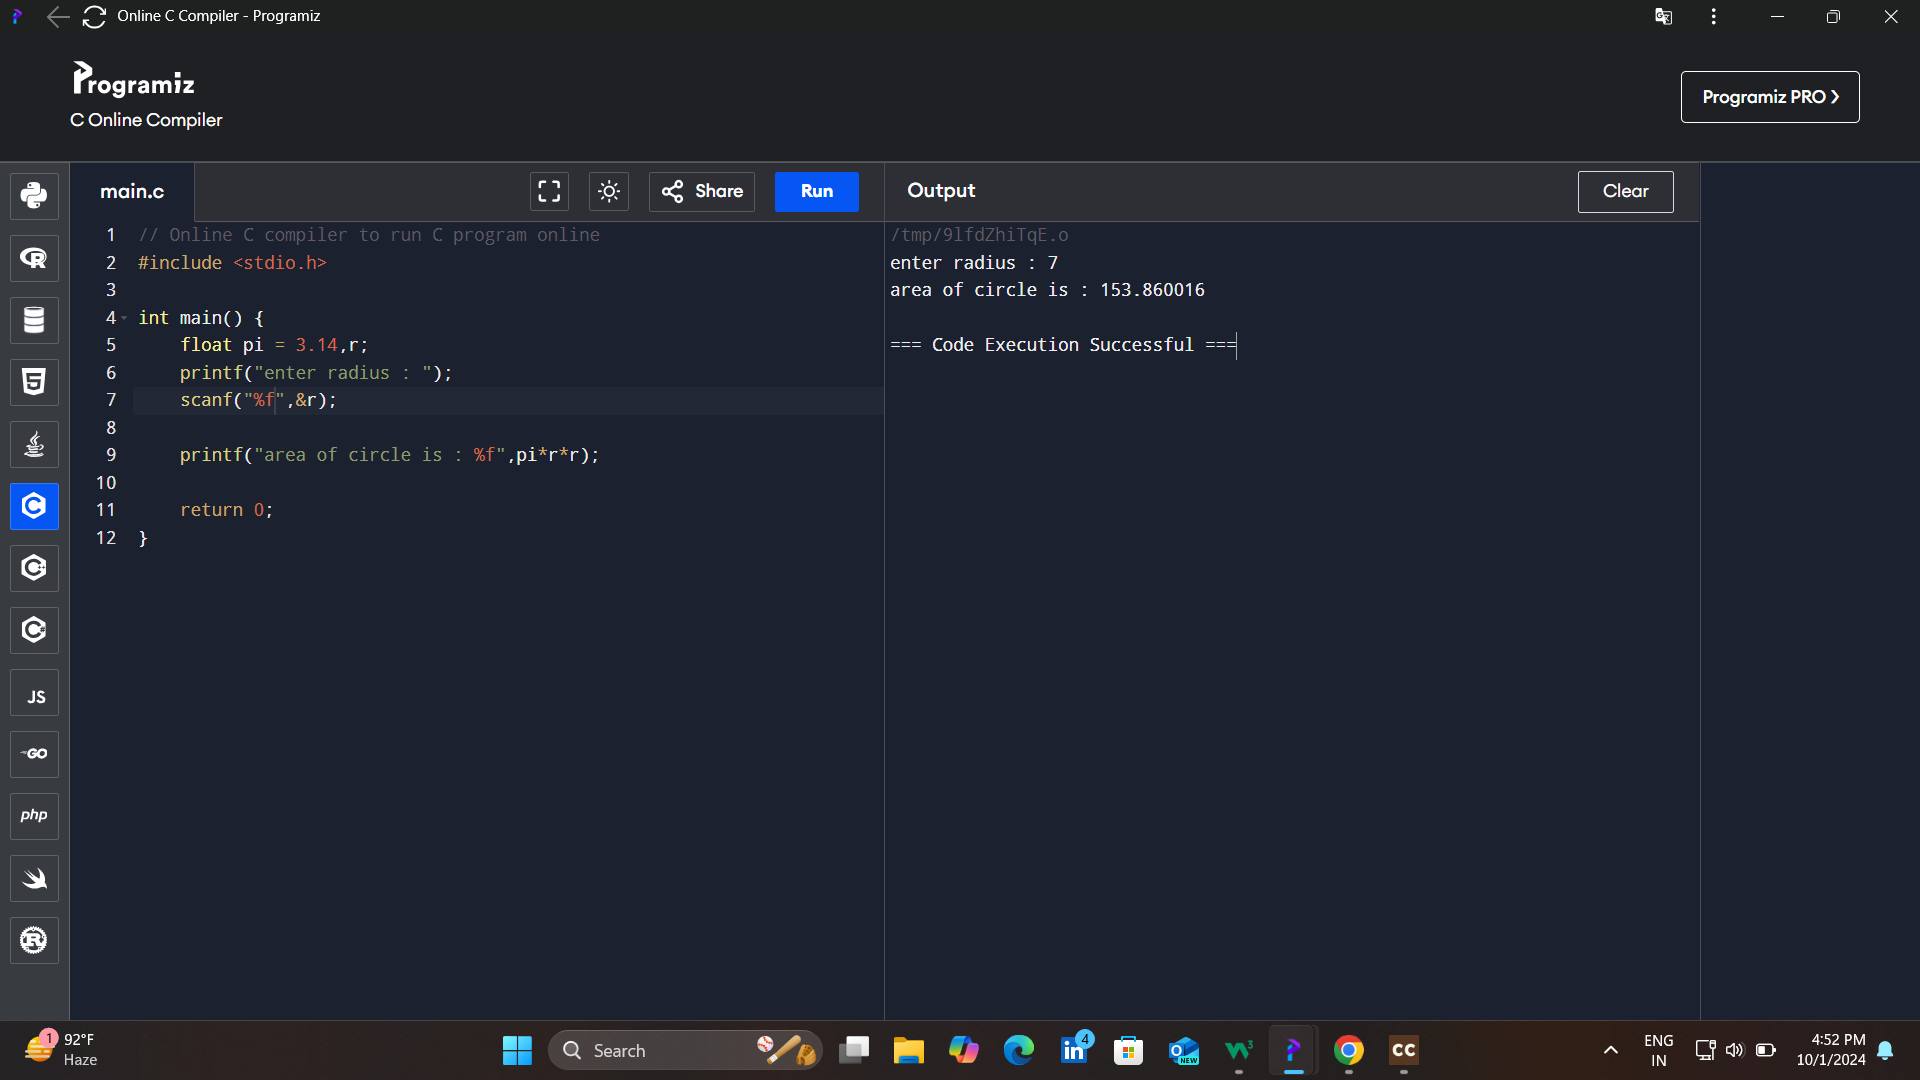 Online C Compiler - Programiz
Programiz
C Online Compiler
Programiz PRO ❯
main.c
Share
Run
Output
Clear
1 // Online C compiler to run C program online
2 #include <stdio.h>
3
4 int main() {
5 float pi = 3.14,r;
6 printf("enter radius : ");
7 scanf("%f",&r);
8
9 printf("area of circle is : %f",pi*r*r);
10
11 return 0;
12 }
/tmp/9lfdZhiTqE.o
enter radius : 7
area of circle is : 153.860016
=== Code Execution Successful ===
JS
GO
php
1
92°F
Haze
Search
4
NEW
CC
ENG
IN
4:52 PM
10/1/2024